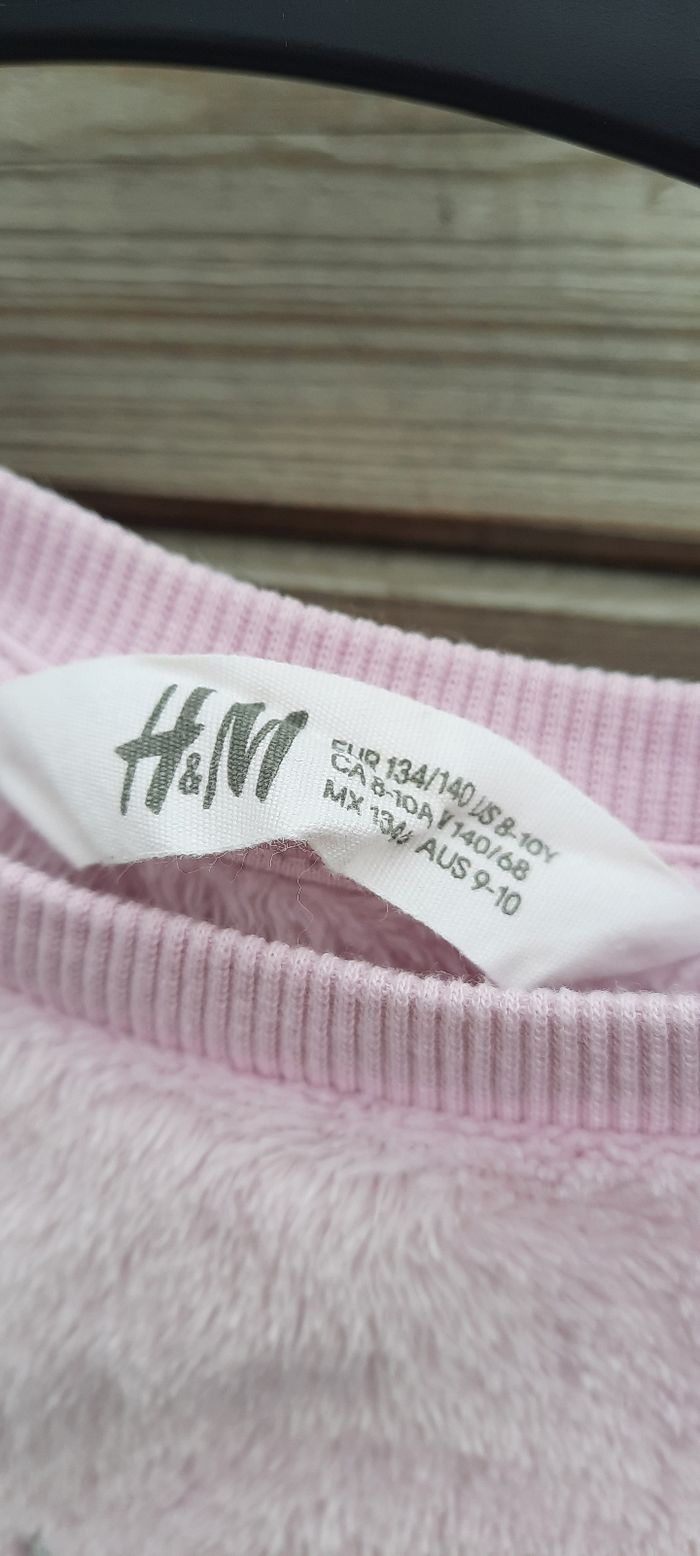 H&M
EUR 134/140 US 8-10Y
CA 8-10A 140/68
MX 134/ AUS 9-10